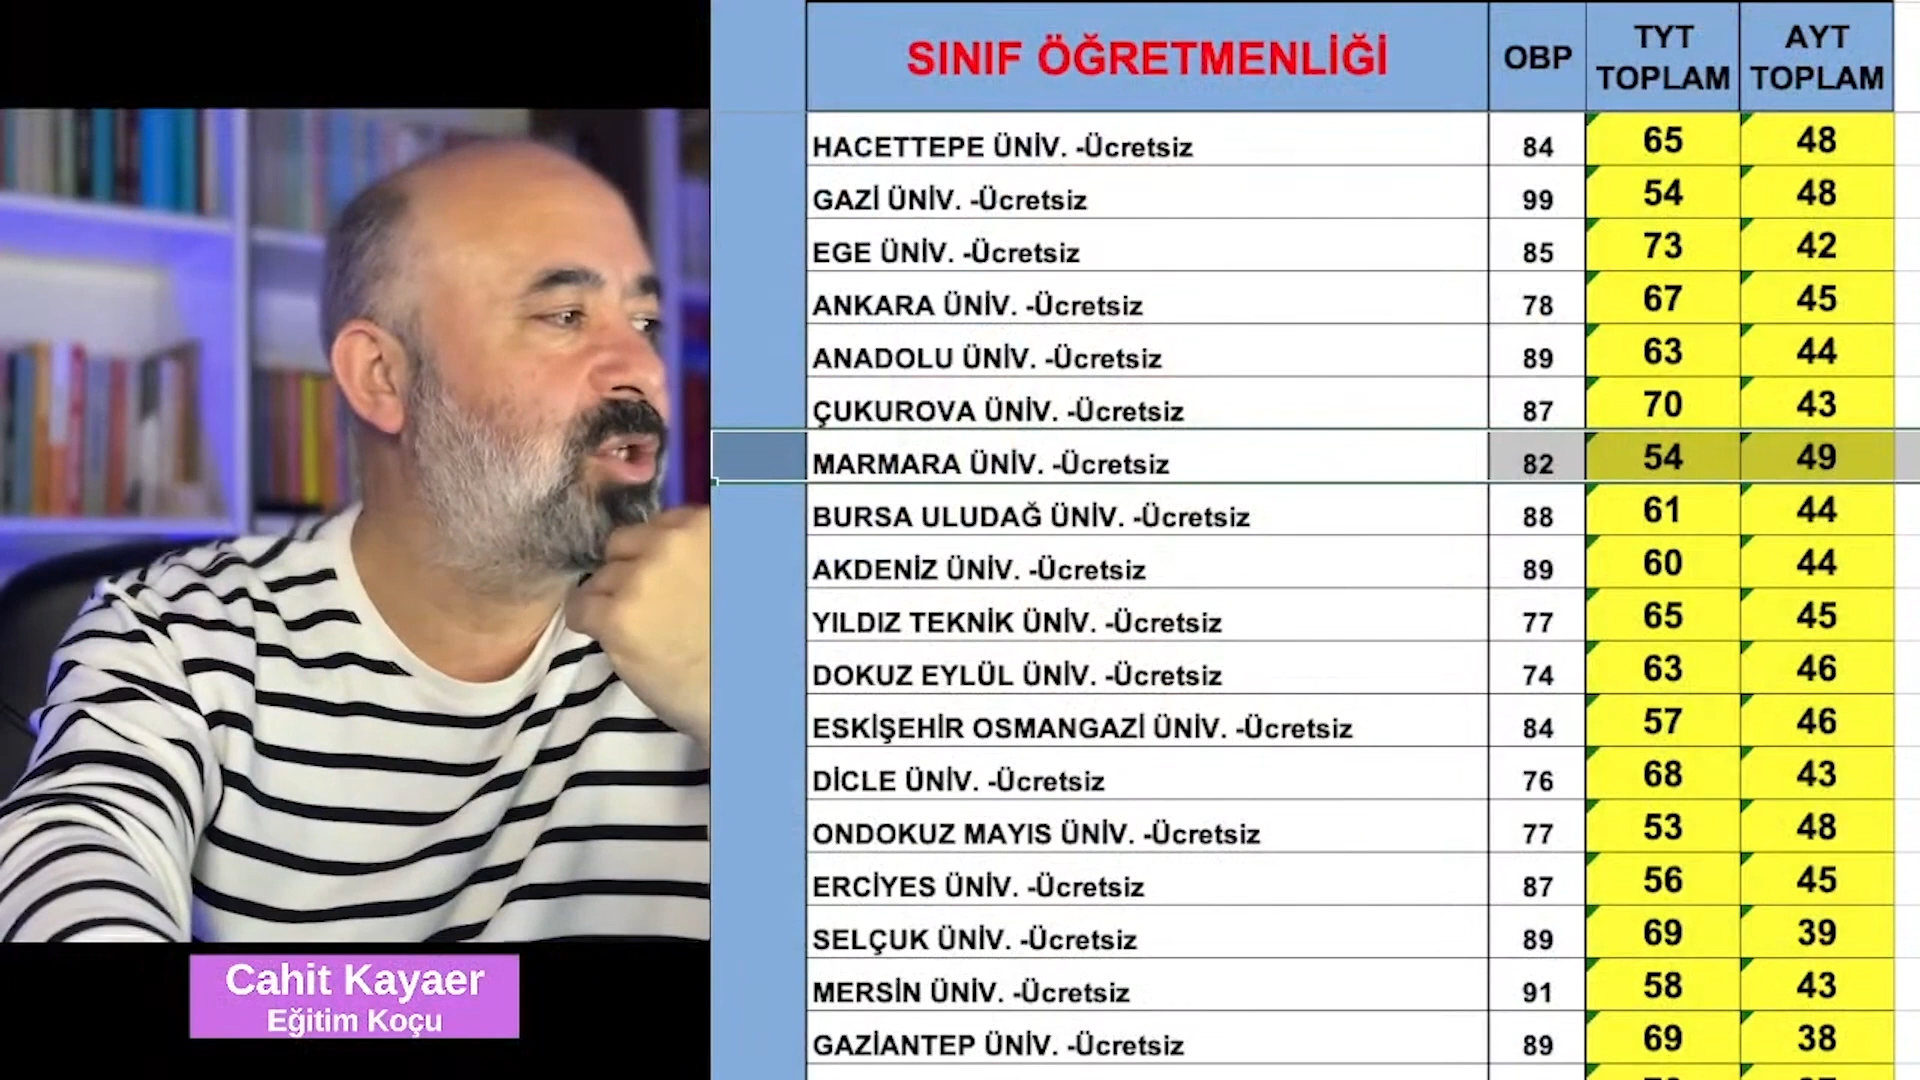 SINIF ÖĞRETMENLİĞİ OBP TYT TOPLAM AYT TOPLAM
HACETTEPE ÜNİV. -Ücretsiz 84 65 48
GAZİ ÜNİV. -Ücretsiz 99 54 48
EGE ÜNİV. -Ücretsiz 85 73 42
ANKARA ÜNİV. -Ücretsiz 78 67 45
ANADOLU ÜNİV. -Ücretsiz 89 63 44
ÇUKUROVA ÜNİV. -Ücretsiz 87 70 43
MARMARA ÜNİV. -Ücretsiz 82 54 49
BURSA ULUDAĞ ÜNİV. -Ücretsiz 88 61 44
AKDENİZ ÜNİV. -Ücretsiz 89 60 44
YILDIZ TEKNİK ÜNİV. -Ücretsiz 77 65 45
DOKUZ EYLÜL ÜNİV. -Ücretsiz 74 63 46
ESKİŞEHİR OSMANGAZİ ÜNİV. -Ücretsiz 84 57 46
DİCLE ÜNİV. -Ücretsiz 76 68 43
ONDOKUZ MAYIS ÜNİV. -Ücretsiz 77 53 48
ERCİYES ÜNİV. -Ücretsiz 87 56 45
SELÇUK ÜNİV. -Ücretsiz 89 69 39
MERSİN ÜNİV. -Ücretsiz 91 58 43
GAZİANTEP ÜNİV. -Ücretsiz 89 69 38
Cahit Kayaer
Eğitim Koçu